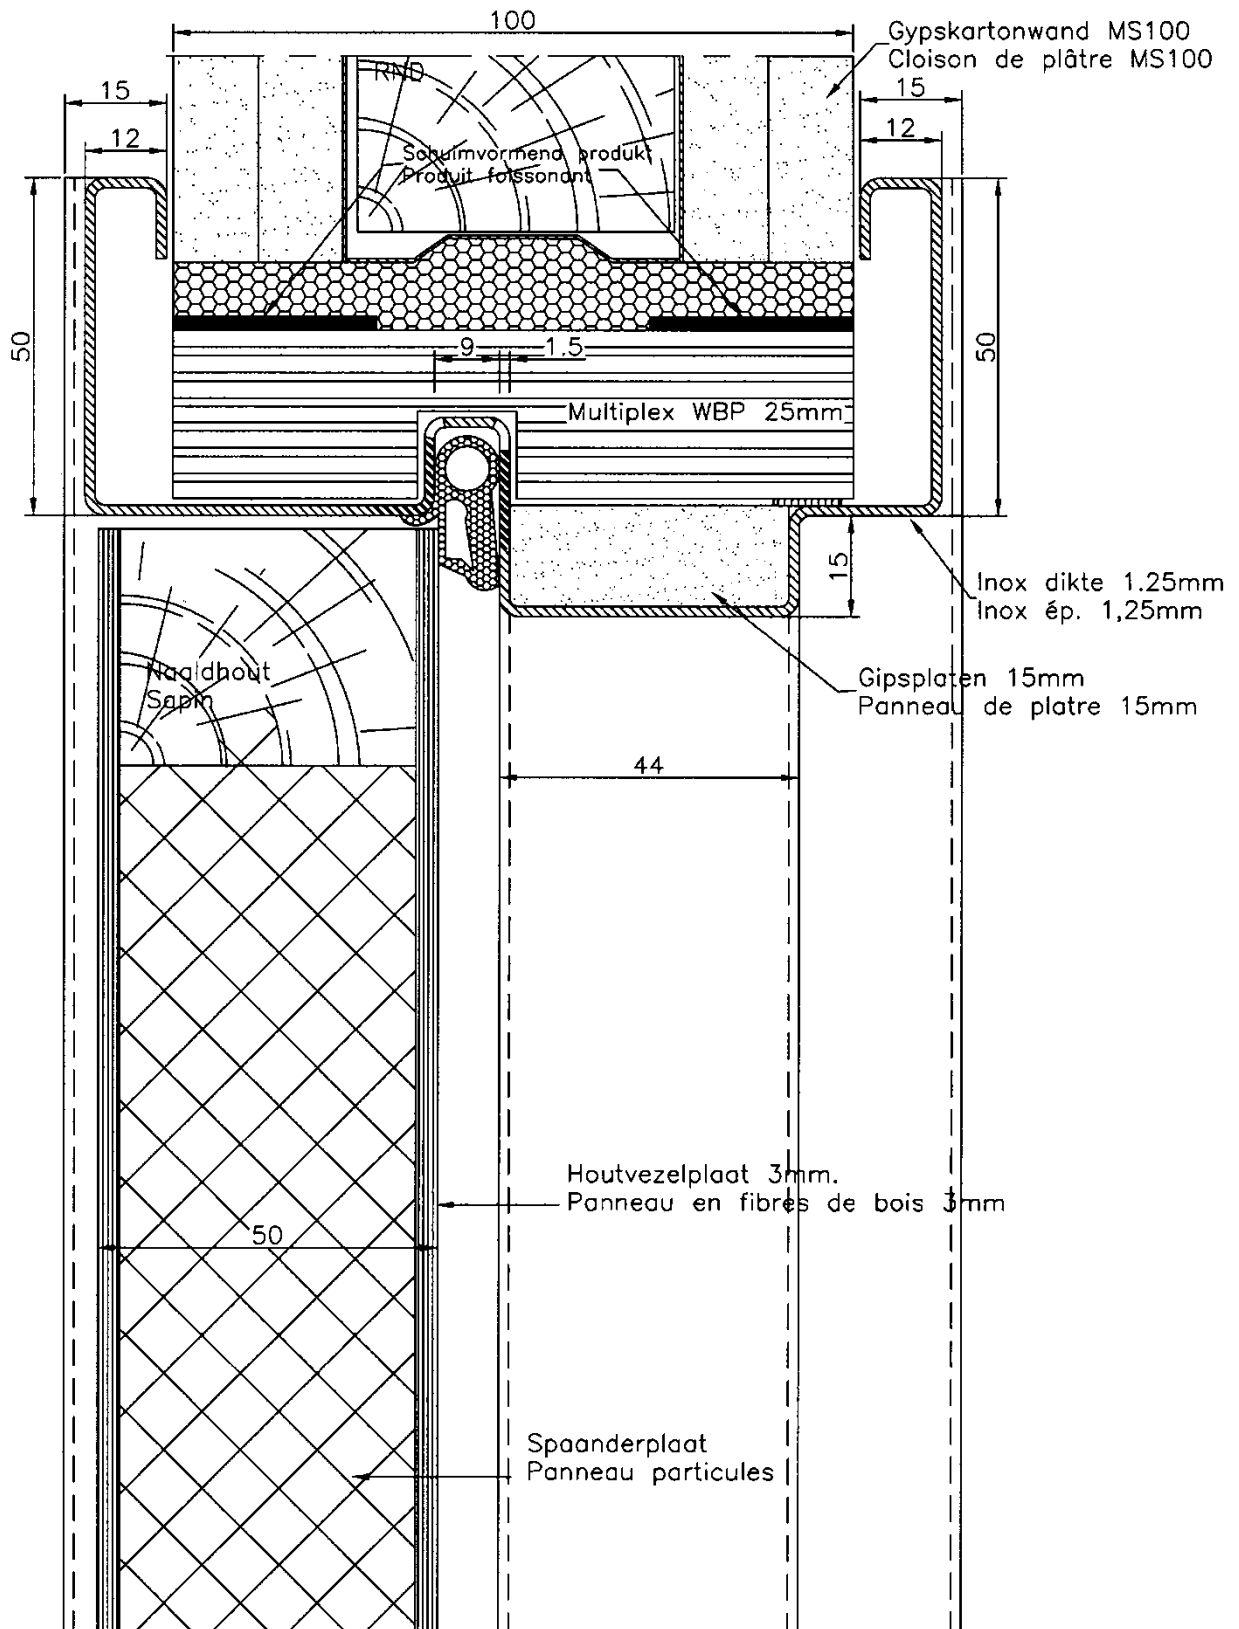 100
Gypskartonwand MS100
Cloison de plâtre MS100
RND
15
15
12
12
Schuimvormend produkt
Produit foissonant
50
50
9
1.5
Multiplex WBP 25mm
15
Inox dikte 1.25mm
Inox ép. 1,25mm
Naaldhout
Sapin
Gipsplaten 15mm
Panneau de platre 15mm
44
Houtvezelplaat 3mm.
Panneau en fibres de bois 3mm
50
Spaanderplaat
Panneau particules